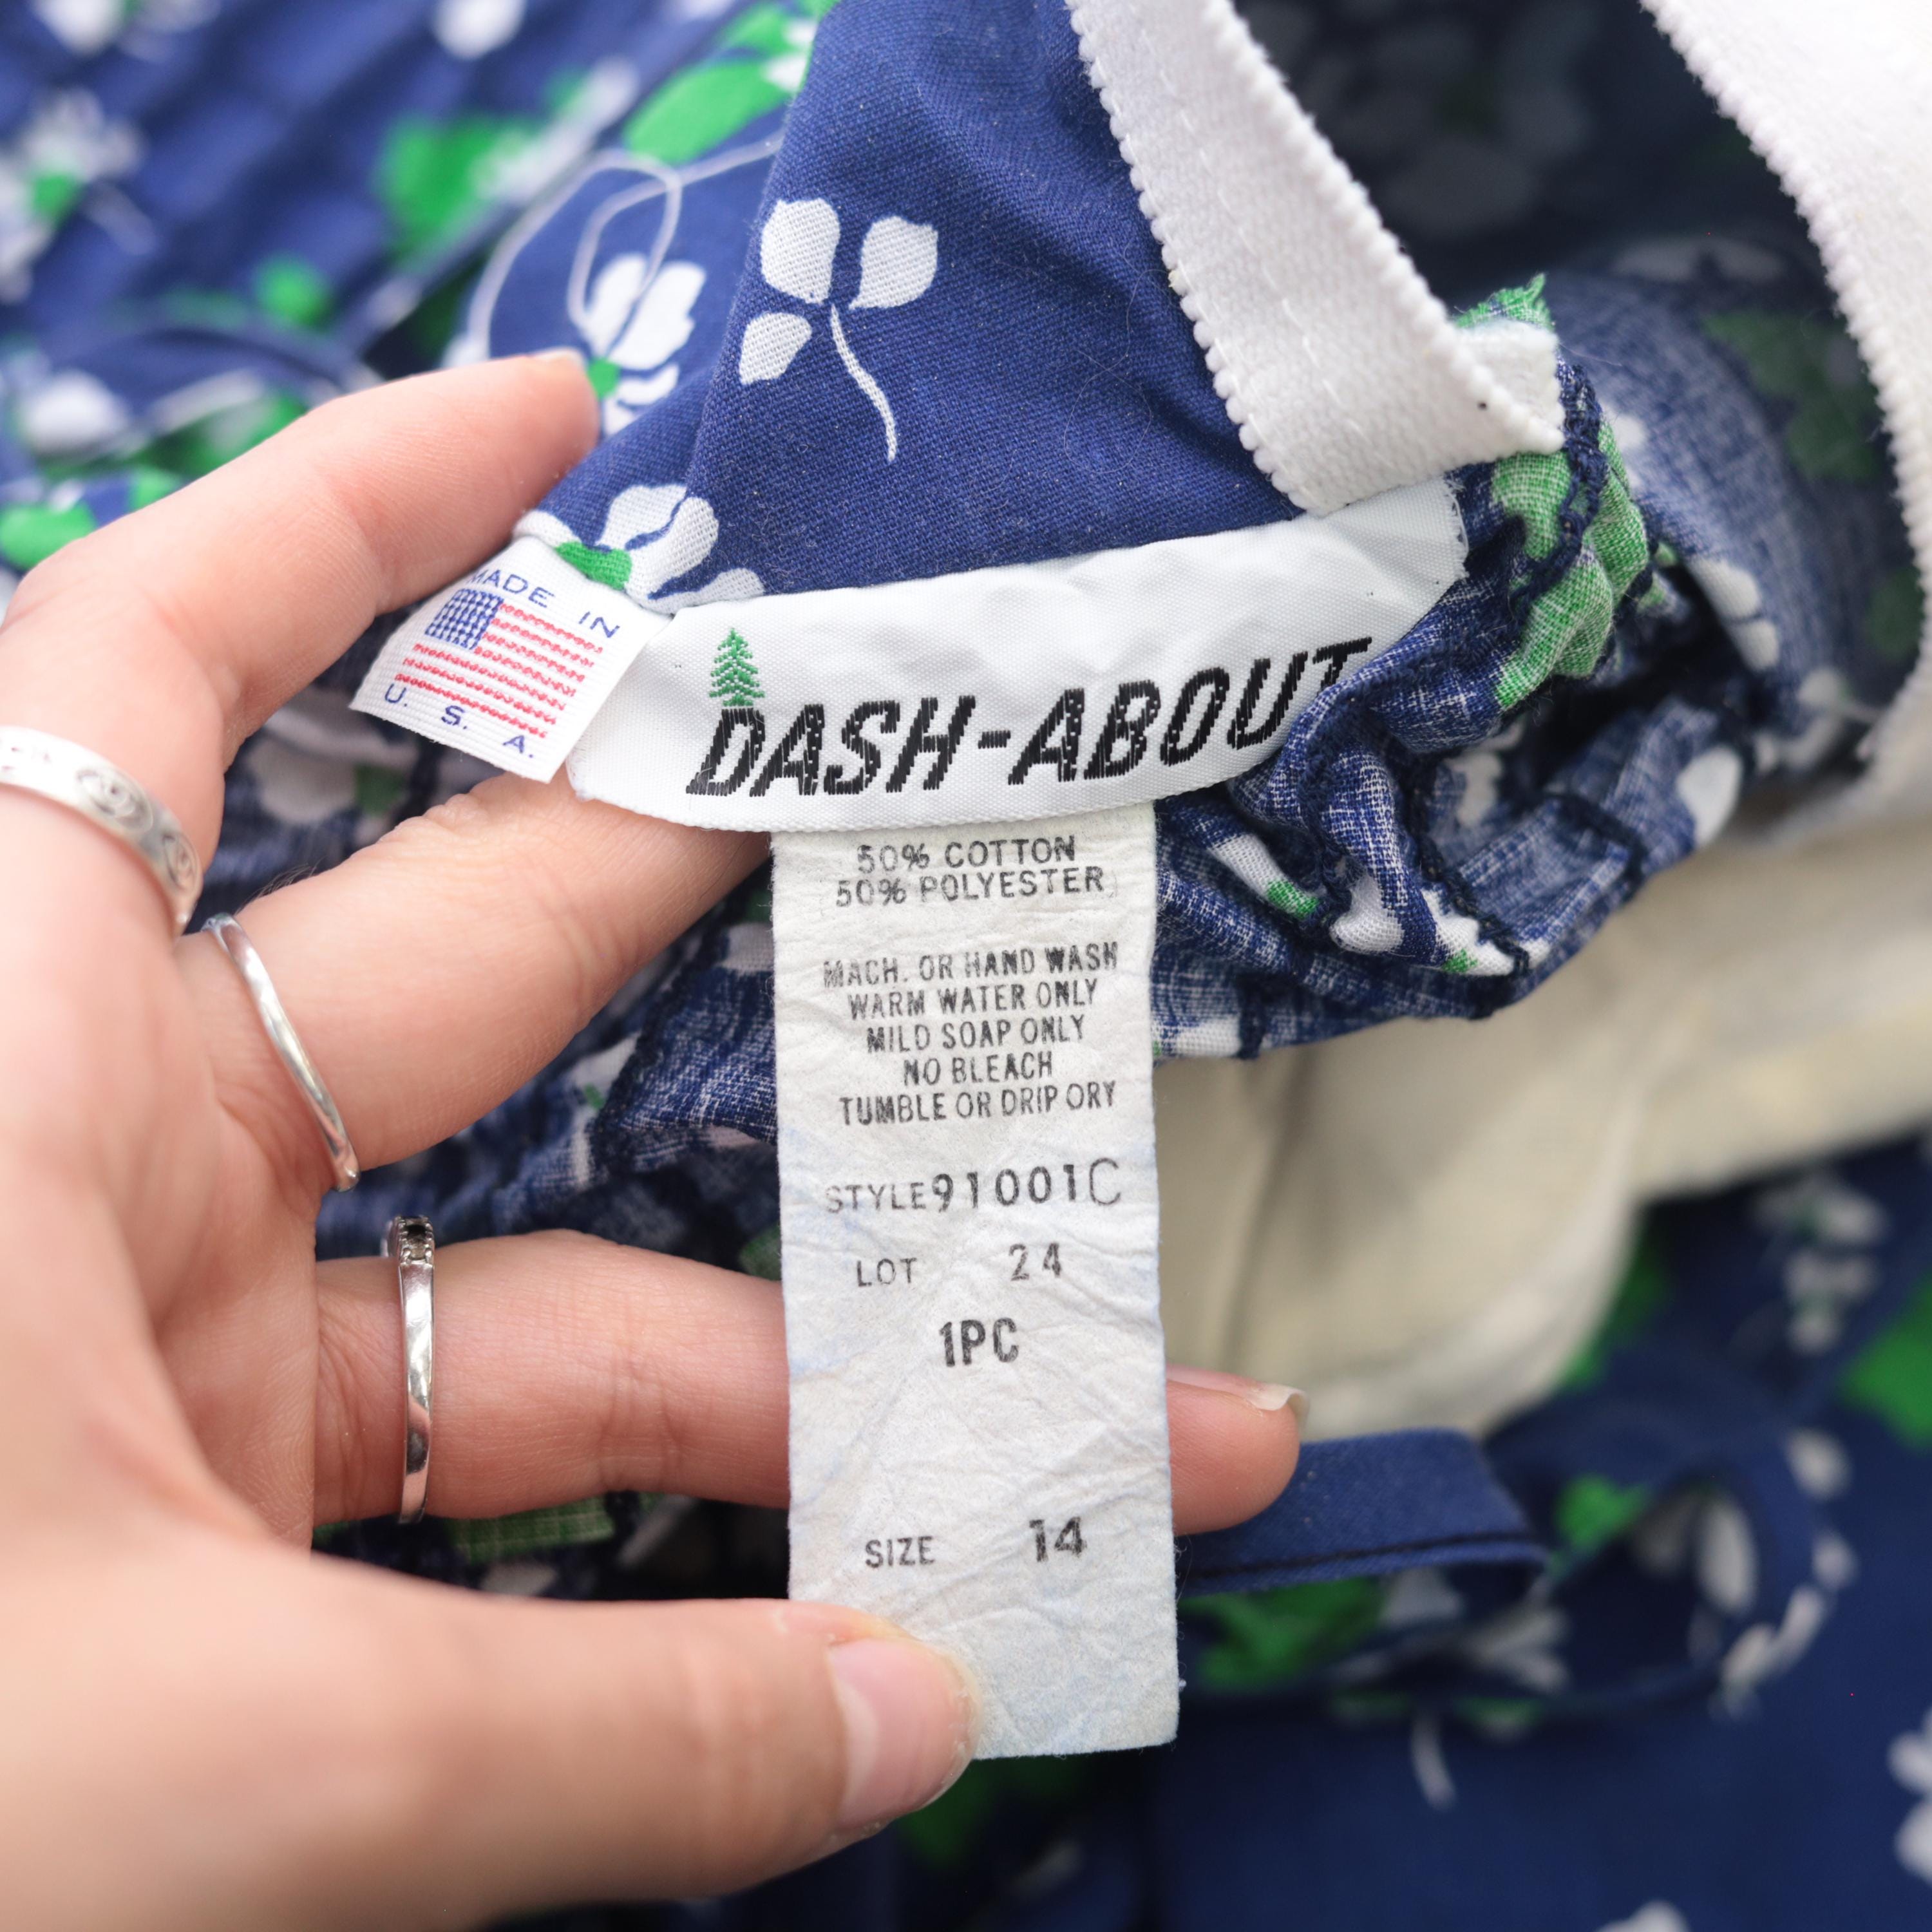 MADE IN
U. S. A.
DASH-ABOUT
50% COTTON
50% POLYESTER
MACH. OR HAND WASH
WARM WATER ONLY
MILD SOAP ONLY
NO BLEACH
TUMBLE OR DRIP DRY
STYLE 91001C
LOT 24
1PC
SIZE 14